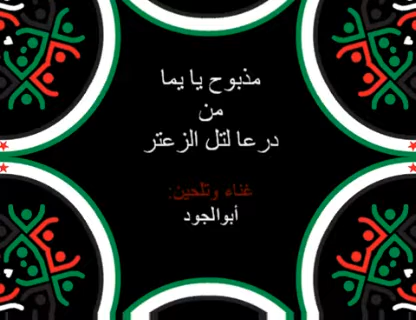 مذبوح يا يما
من
درعا لتل الزعتر
غناء وتلحين:
أبوالجود